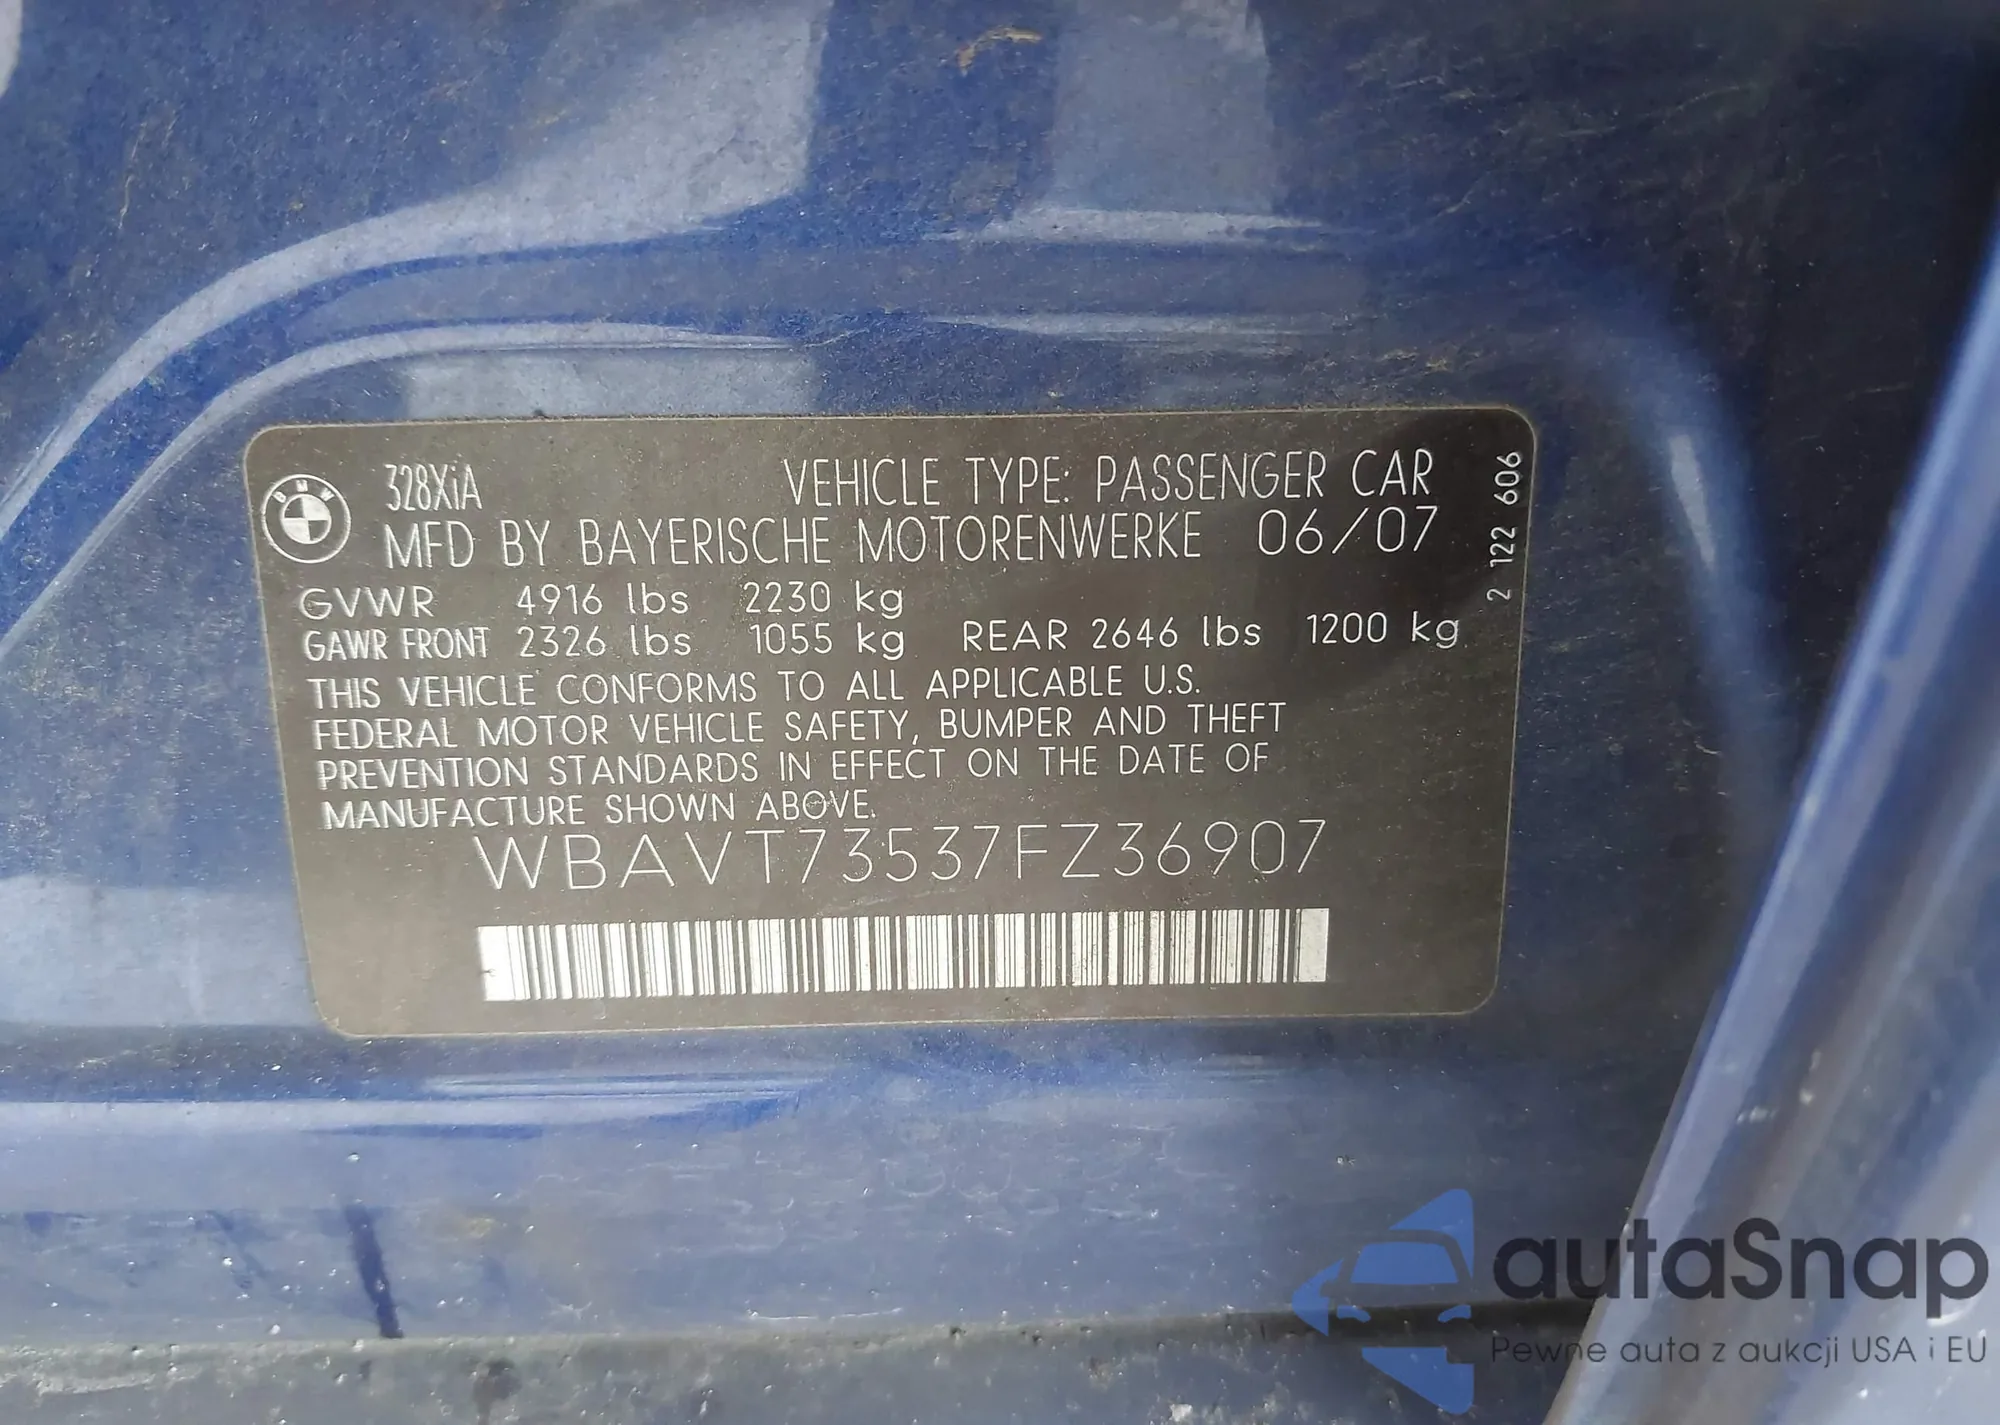 BMW
328XiA VEHICLE TYPE: PASSENGER CAR
MFD BY BAYERISCHE MOTORENWERKE 06/07
GVWR 4916 lbs 2230 kg
GAWR FRONT 2326 lbs 1055 kg REAR 2646 lbs 1200 kg
THIS VEHICLE CONFORMS TO ALL APPLICABLE U.S.
FEDERAL MOTOR VEHICLE SAFETY, BUMPER AND THEFT
PREVENTION STANDARDS IN EFFECT ON THE DATE OF
MANUFACTURE SHOWN ABOVE.
WBAVT73537FZ36907
2 122 606
autaSnap
Pewne auta z aukcji USA i EU